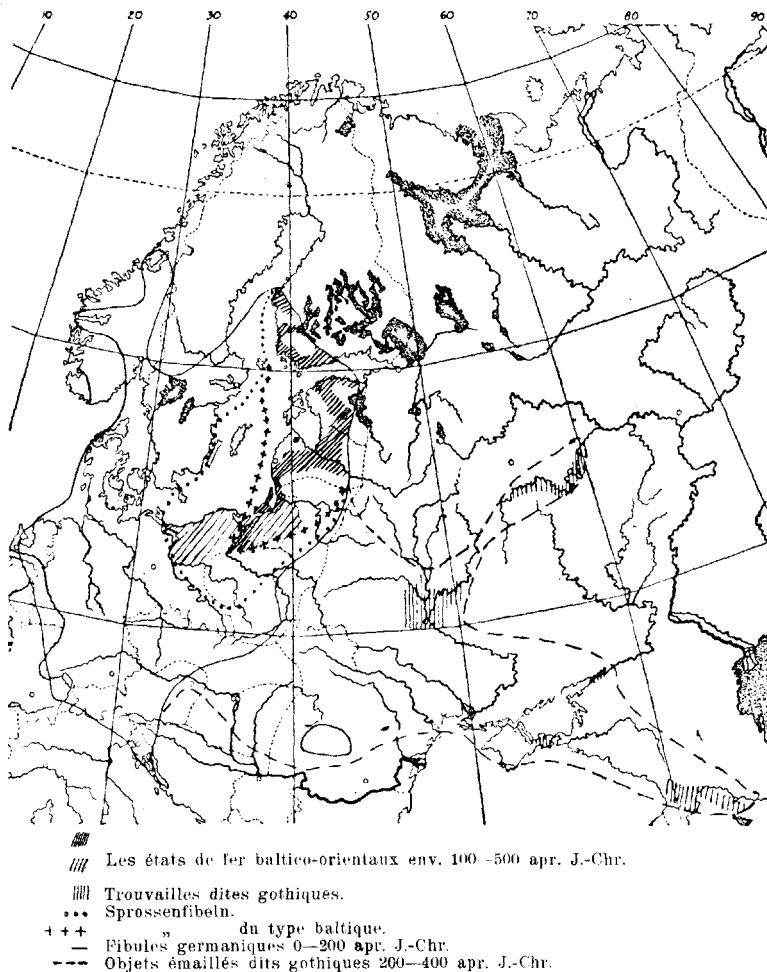 10 20 30 40 50 60 70 80 90
Les états de fer baltico-orientaux env. 100–500 apr. J.-Chr.
Trouvailles dites gothiques.
Sprossenfibeln.
„ du type baltique.
Fibules germaniques 0—200 apr. J.-Chr.
Objets émaillés dits gothiques 200—400 apr. J.-Chr.